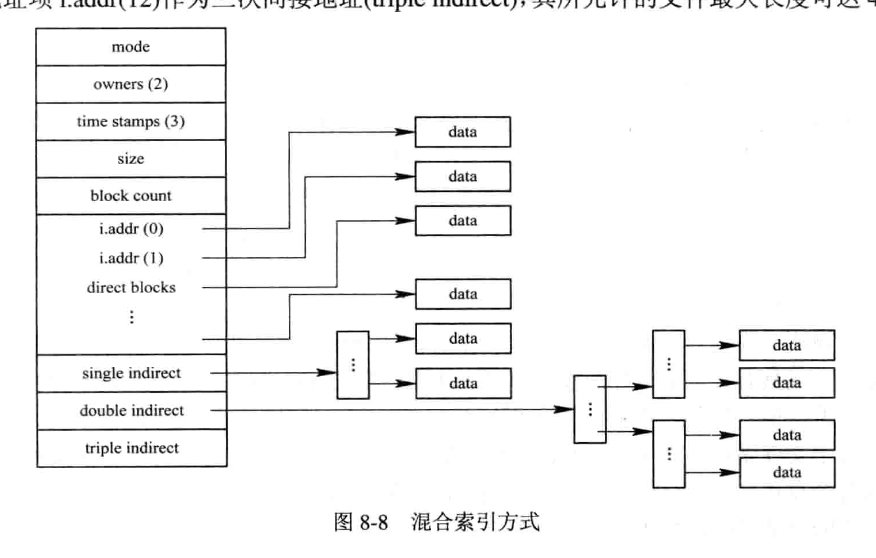 址项 i.addr(12)作为三次间接地址(triple indirect),其所允许的文件最大长度可达 4
mode
owners (2)
time stamps (3)
size
block count
i.addr (0)
i.addr (1)
direct blocks
⋮
single indirect
double indirect
triple indirect
data
data
data
data
data
data
⋮
⋮
⋮
⋮
data
data
data
data
图 8-8 混合索引方式